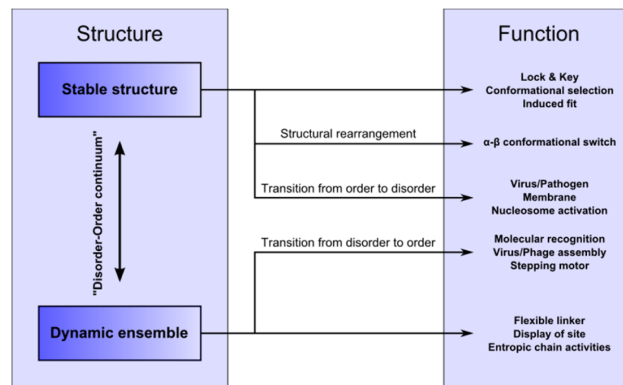 Structure
Function
Stable structure
Lock & Key
Conformational selection
Induced fit
Structural rearrangement
α-β conformational switch
Transition from order to disorder
Virus/Pathogen
Membrane
Nucleosome activation
"Disorder-Order continuum"
Transition from disorder to order
Molecular recognition
Virus/Phage assembly
Stepping motor
Dynamic ensemble
Flexible linker
Display of site
Entropic chain activities